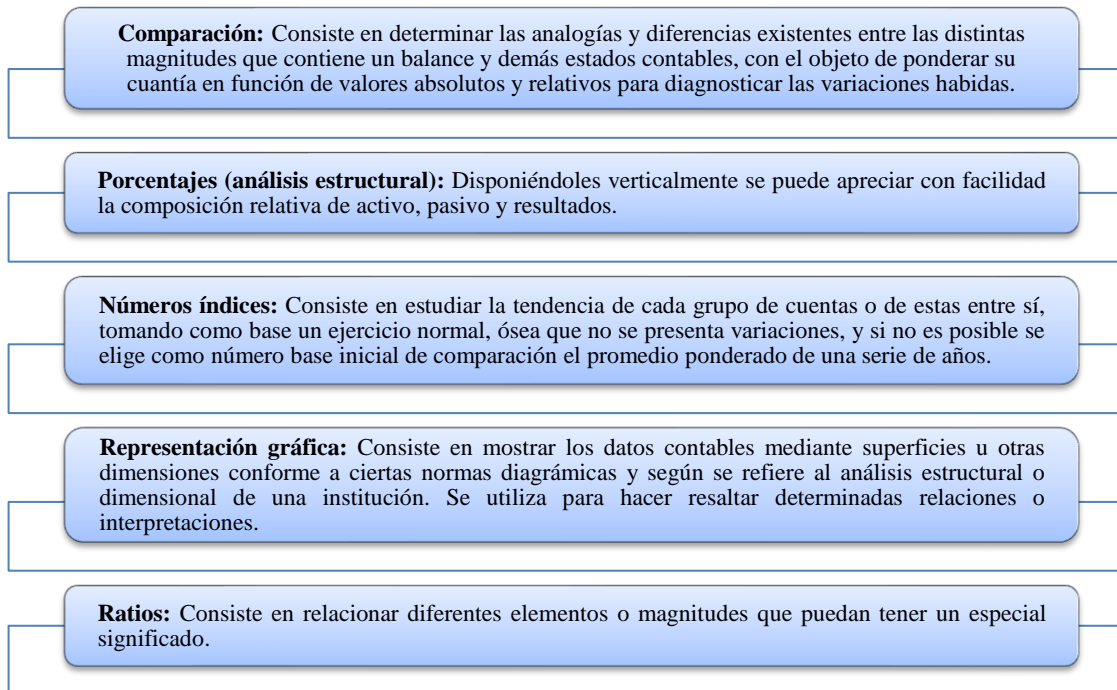 Comparación: Consiste en determinar las analogías y diferencias existentes entre las distintas
magnitudes que contiene un balance y demás estados contables, con el objeto de ponderar su
cuantía en función de valores absolutos y relativos para diagnosticar las variaciones habidas.
Porcentajes (análisis estructural): Disponiéndoles verticalmente se puede apreciar con facilidad
la composición relativa de activo, pasivo y resultados.
Números índices: Consiste en estudiar la tendencia de cada grupo de cuentas o de estas entre sí,
tomando como base un ejercicio normal, ósea que no se presenta variaciones, y si no es posible se
elige como número base inicial de comparación el promedio ponderado de una serie de años.
Representación gráfica: Consiste en mostrar los datos contables mediante superficies u otras
dimensiones conforme a ciertas normas diagrámicas y según se refiere al análisis estructural o
dimensional de una institución. Se utiliza para hacer resaltar determinadas relaciones o
interpretaciones.
Ratios: Consiste en relacionar diferentes elementos o magnitudes que puedan tener un especial
significado.